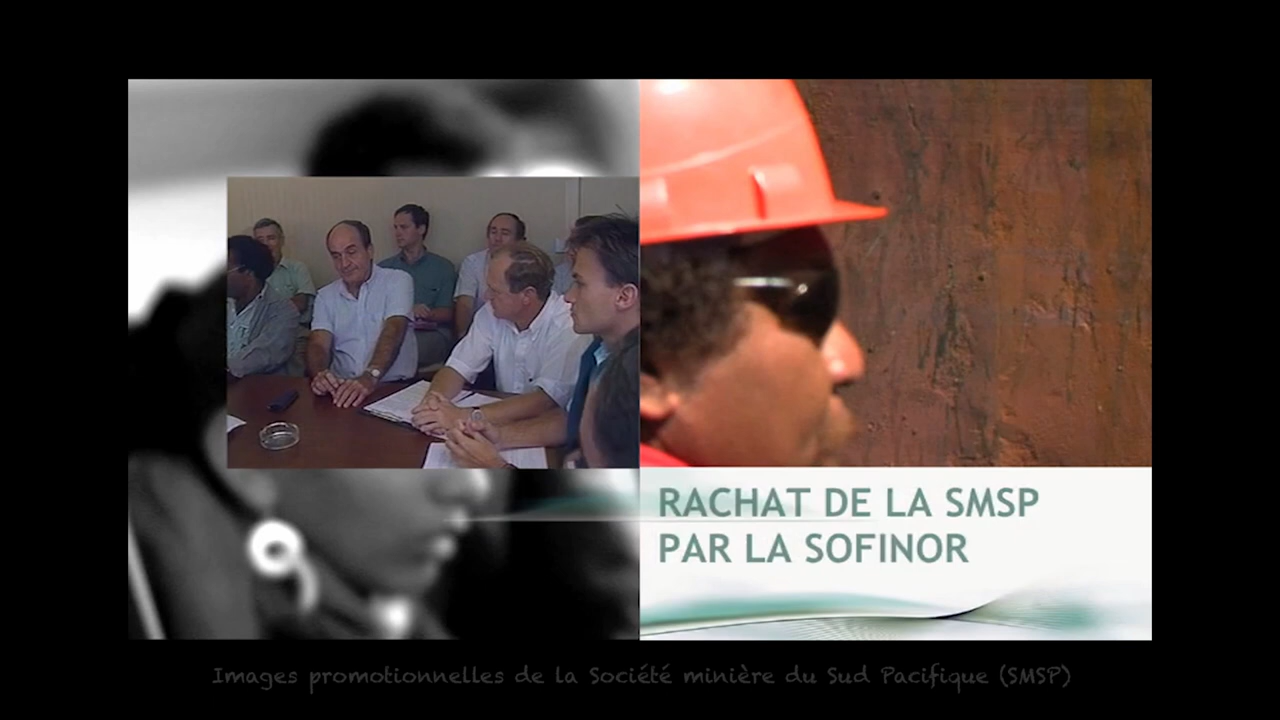 RACHAT DE LA SMSP
PAR LA SOFINOR
Images promotionnelles de la Société minière du Sud Pacifique (SMSP)